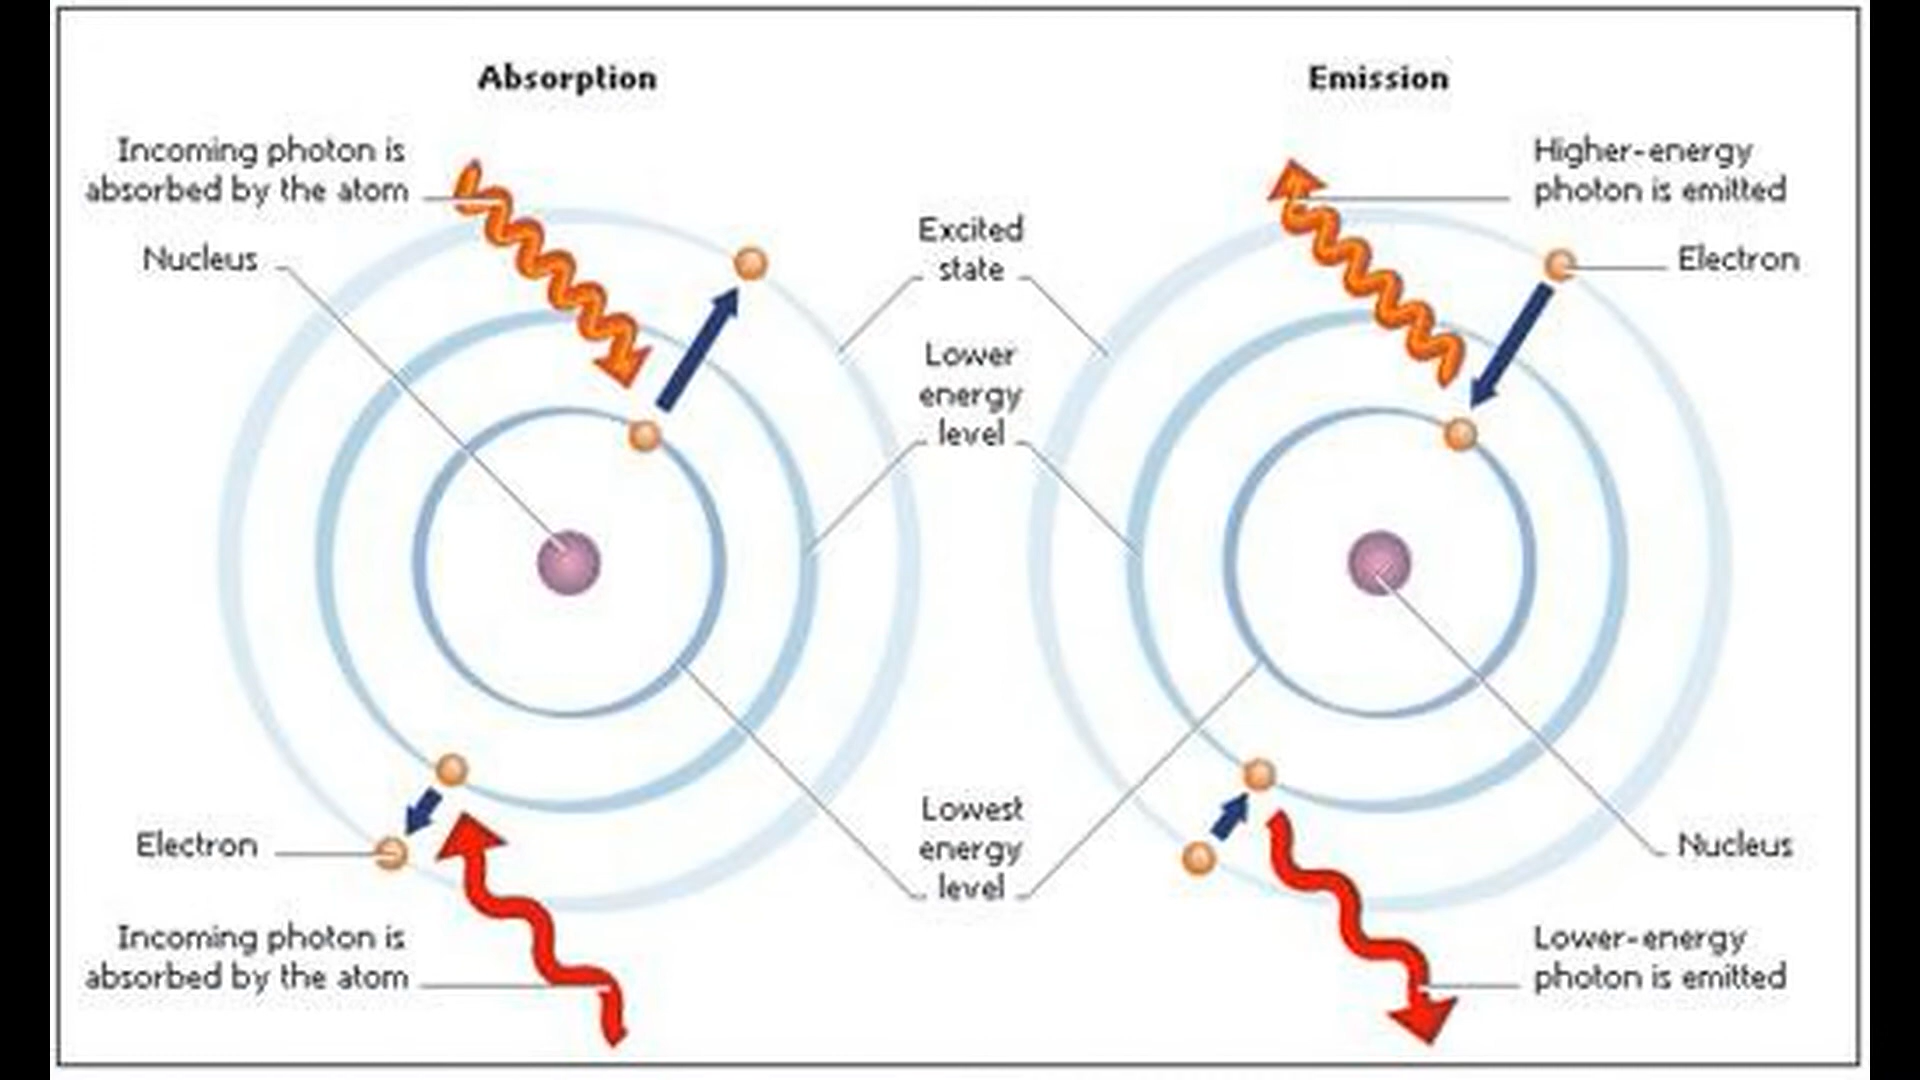 Absorption
Incoming photon is
absorbed by the atom
Nucleus
Electron
Incoming photon is
absorbed by the atom
Excited
state
Lower
energy
level
Lowest
energy
level
Emission
Higher-energy
photon is emitted
Electron
Nucleus
Lower-energy
photon is emitted